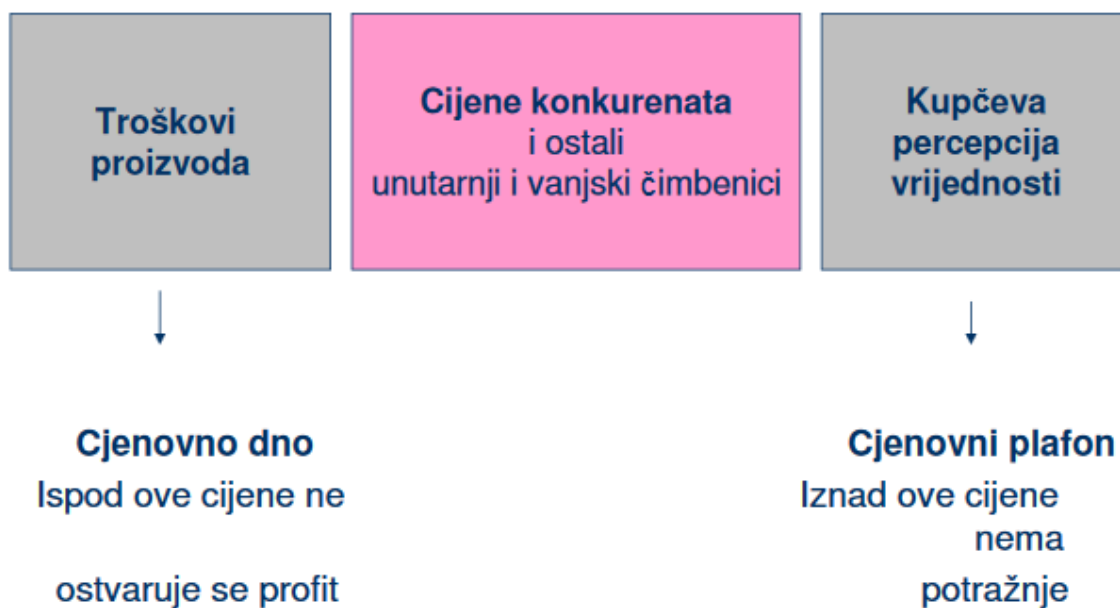 Troškovi
proizvoda
Cijene konkurenata
i ostali
unutarnji i vanjski čimbenici
Kupčeva
percepcija
vrijednosti
Cjenovno dno
Ispod ove cijene ne
ostvaruje se profit
Cjenovni plafon
Iznad ove cijene
nema
potražnje